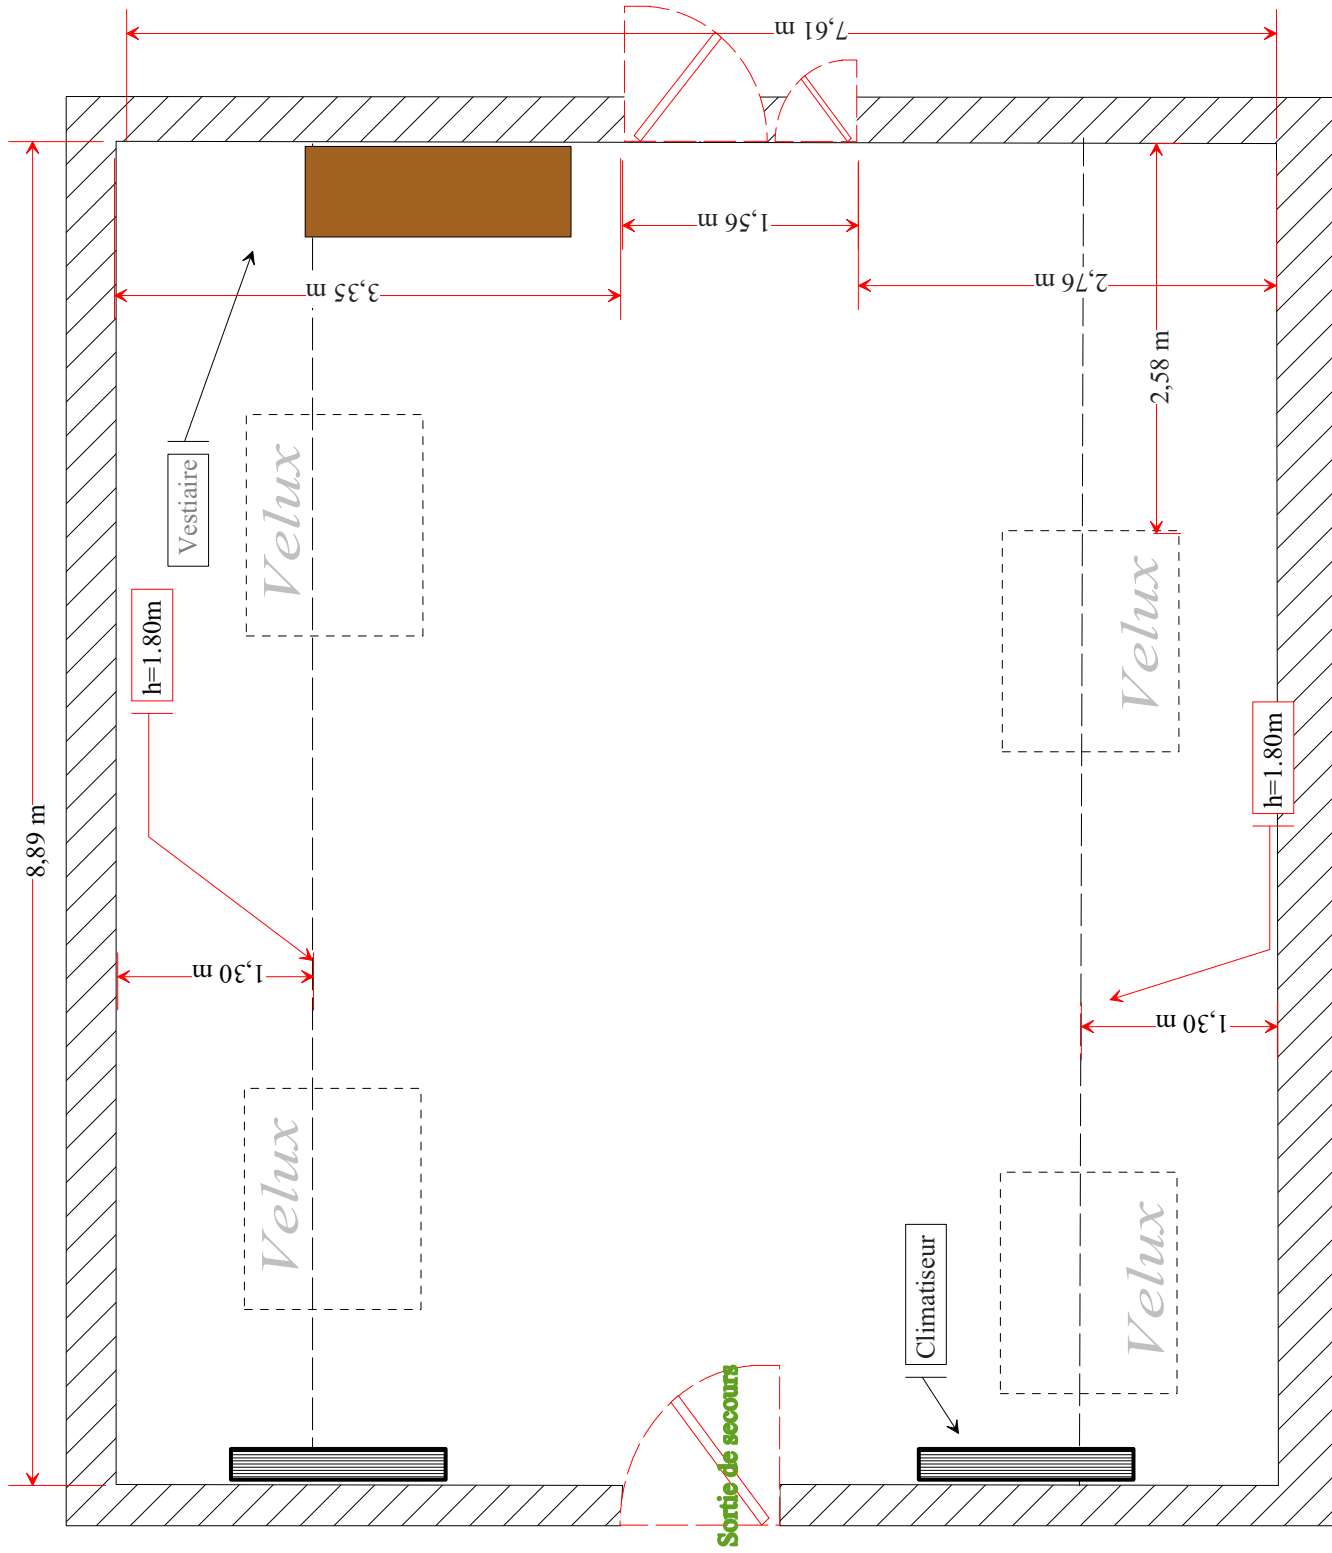 7,61 m
1,56 m
3,35 m
2,76 m
2,58 m
Vestiaire
Velux
Velux
h=1.80m
h=1.80m
8,89 m
1,30 m
1,30 m
Velux
Velux
Climatiseur
Sortie de secours